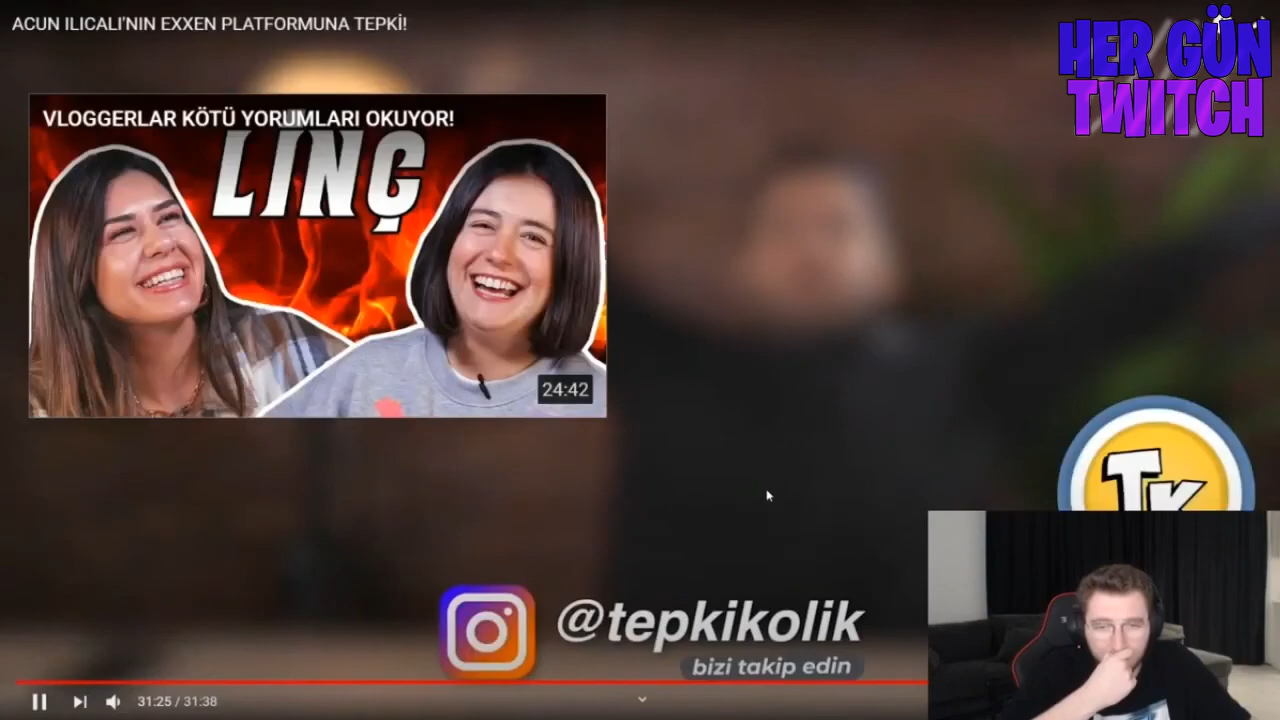 ACUN ILICALI'NIN EXXEN PLATFORMUNA TEPKİ!
HER GÜN
TWITCH
VLOGGERLAR KÖTÜ YORUMLARI OKUYOR!
LİNÇ
24:42
TK
@tepkikolik
bizi takip edin
31:25 / 31:38